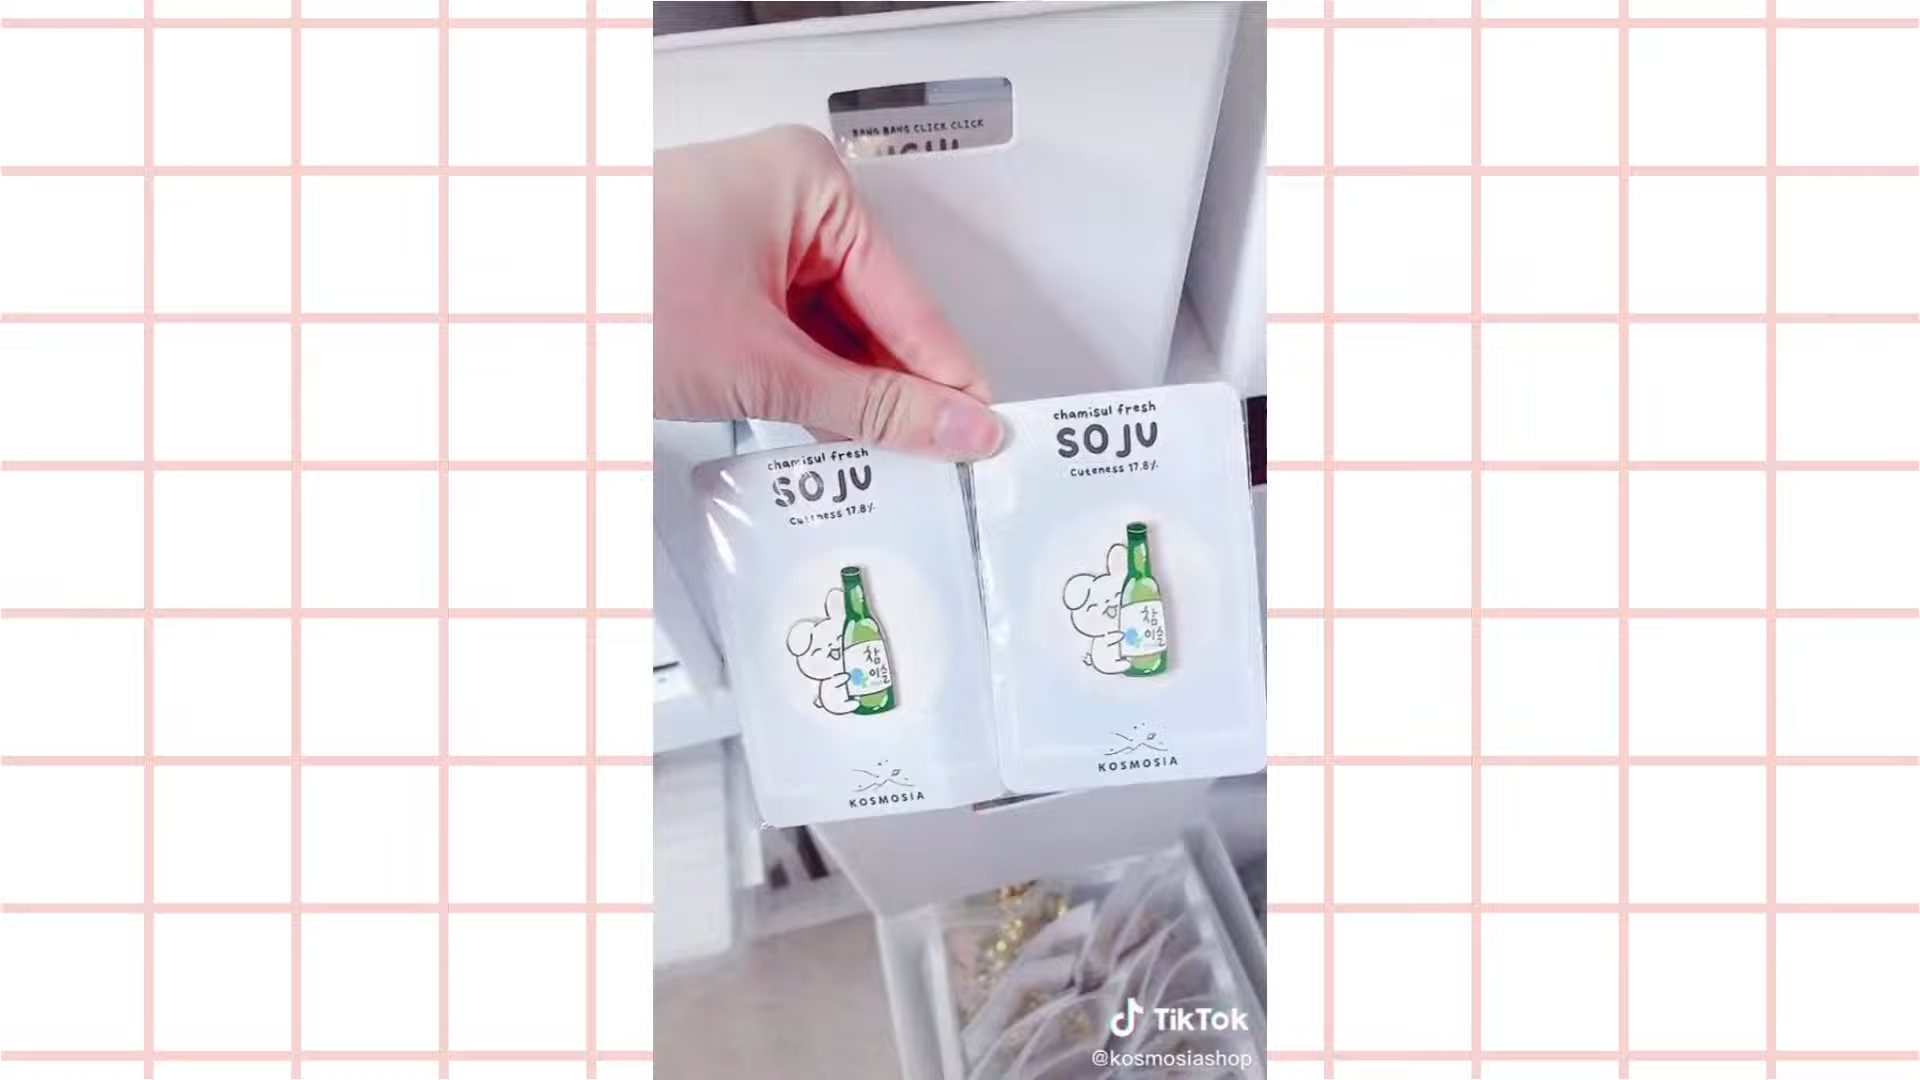 BANG BANG CLICK CLICK
chamisul fresh
SOJU
Cuteness 17.8%
참
이슬
KOSMOSIA
chamisul fresh
SOJU
Cuteness 17.8%
참
이슬
KOSMOSIA
TikTok
@kosmosiashop